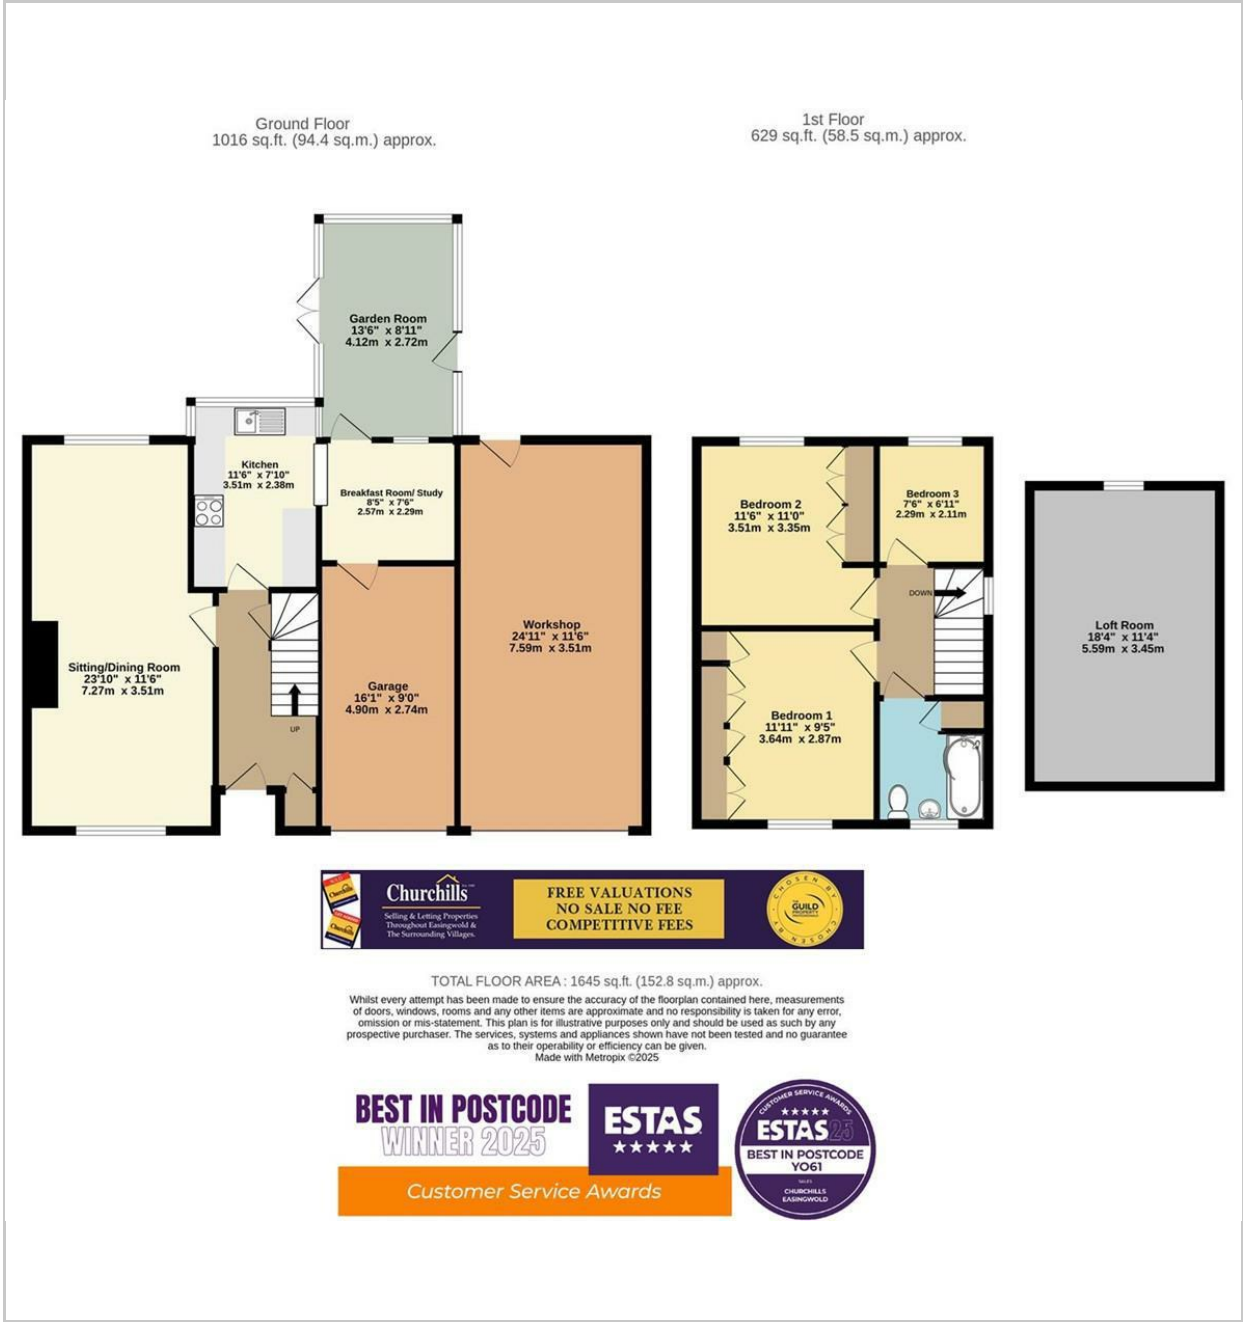 Ground Floor
1016 sq.ft. (94.4 sq.m.) approx.
1st Floor
629 sq.ft. (58.5 sq.m.) approx.
Garden Room
13'6" x 8'11"
4.12m x 2.72m
Kitchen
11'6" x 7'10"
3.51m x 2.38m
Breakfast Room/ Study
8'5" x 7'6"
2.57m x 2.29m
Sitting/Dining Room
23'10" x 11'6"
7.27m x 3.51m
UP
Garage
16'1" x 9'0"
4.90m x 2.74m
Workshop
24'11" x 11'6"
7.59m x 3.51m
Bedroom 2
11'6" x 11'0"
3.51m x 3.35m
Bedroom 3
7'6" x 6'11"
2.29m x 2.11m
DOWN
Bedroom 1
11'11" x 9'5"
3.64m x 2.87m
Loft Room
18'4" x 11'4"
5.59m x 3.45m
Churchills
Churchills
Churchills
Selling & Letting Properties
Throughout Easingwold &
The Surrounding Villages.
FREE VALUATIONS
NO SALE NO FEE
COMPETITIVE FEES
CHOSEN BY
THE
GUILD
PROPERTY
PROFESSIONALS
CHOSEN BY
TOTAL FLOOR AREA : 1645 sq.ft. (152.8 sq.m.) approx.
Whilst every attempt has been made to ensure the accuracy of the floorplan contained here, measurements
of doors, windows, rooms and any other items are approximate and no responsibility is taken for any error,
omission or mis-statement. This plan is for illustrative purposes only and should be used as such by any
prospective purchaser. The services, systems and appliances shown have not been tested and no guarantee
as to their operability or efficiency can be given.
Made with Metropix ©2025
BEST IN POSTCODE
WINNER 2025
ESTAS
★★★★★
Customer Service Awards
CUSTOMER SERVICE AWARDS
★★★★★
ESTAS25
BEST IN POSTCODE
YO61
SALES
CHURCHILLS
EASINGWOLD